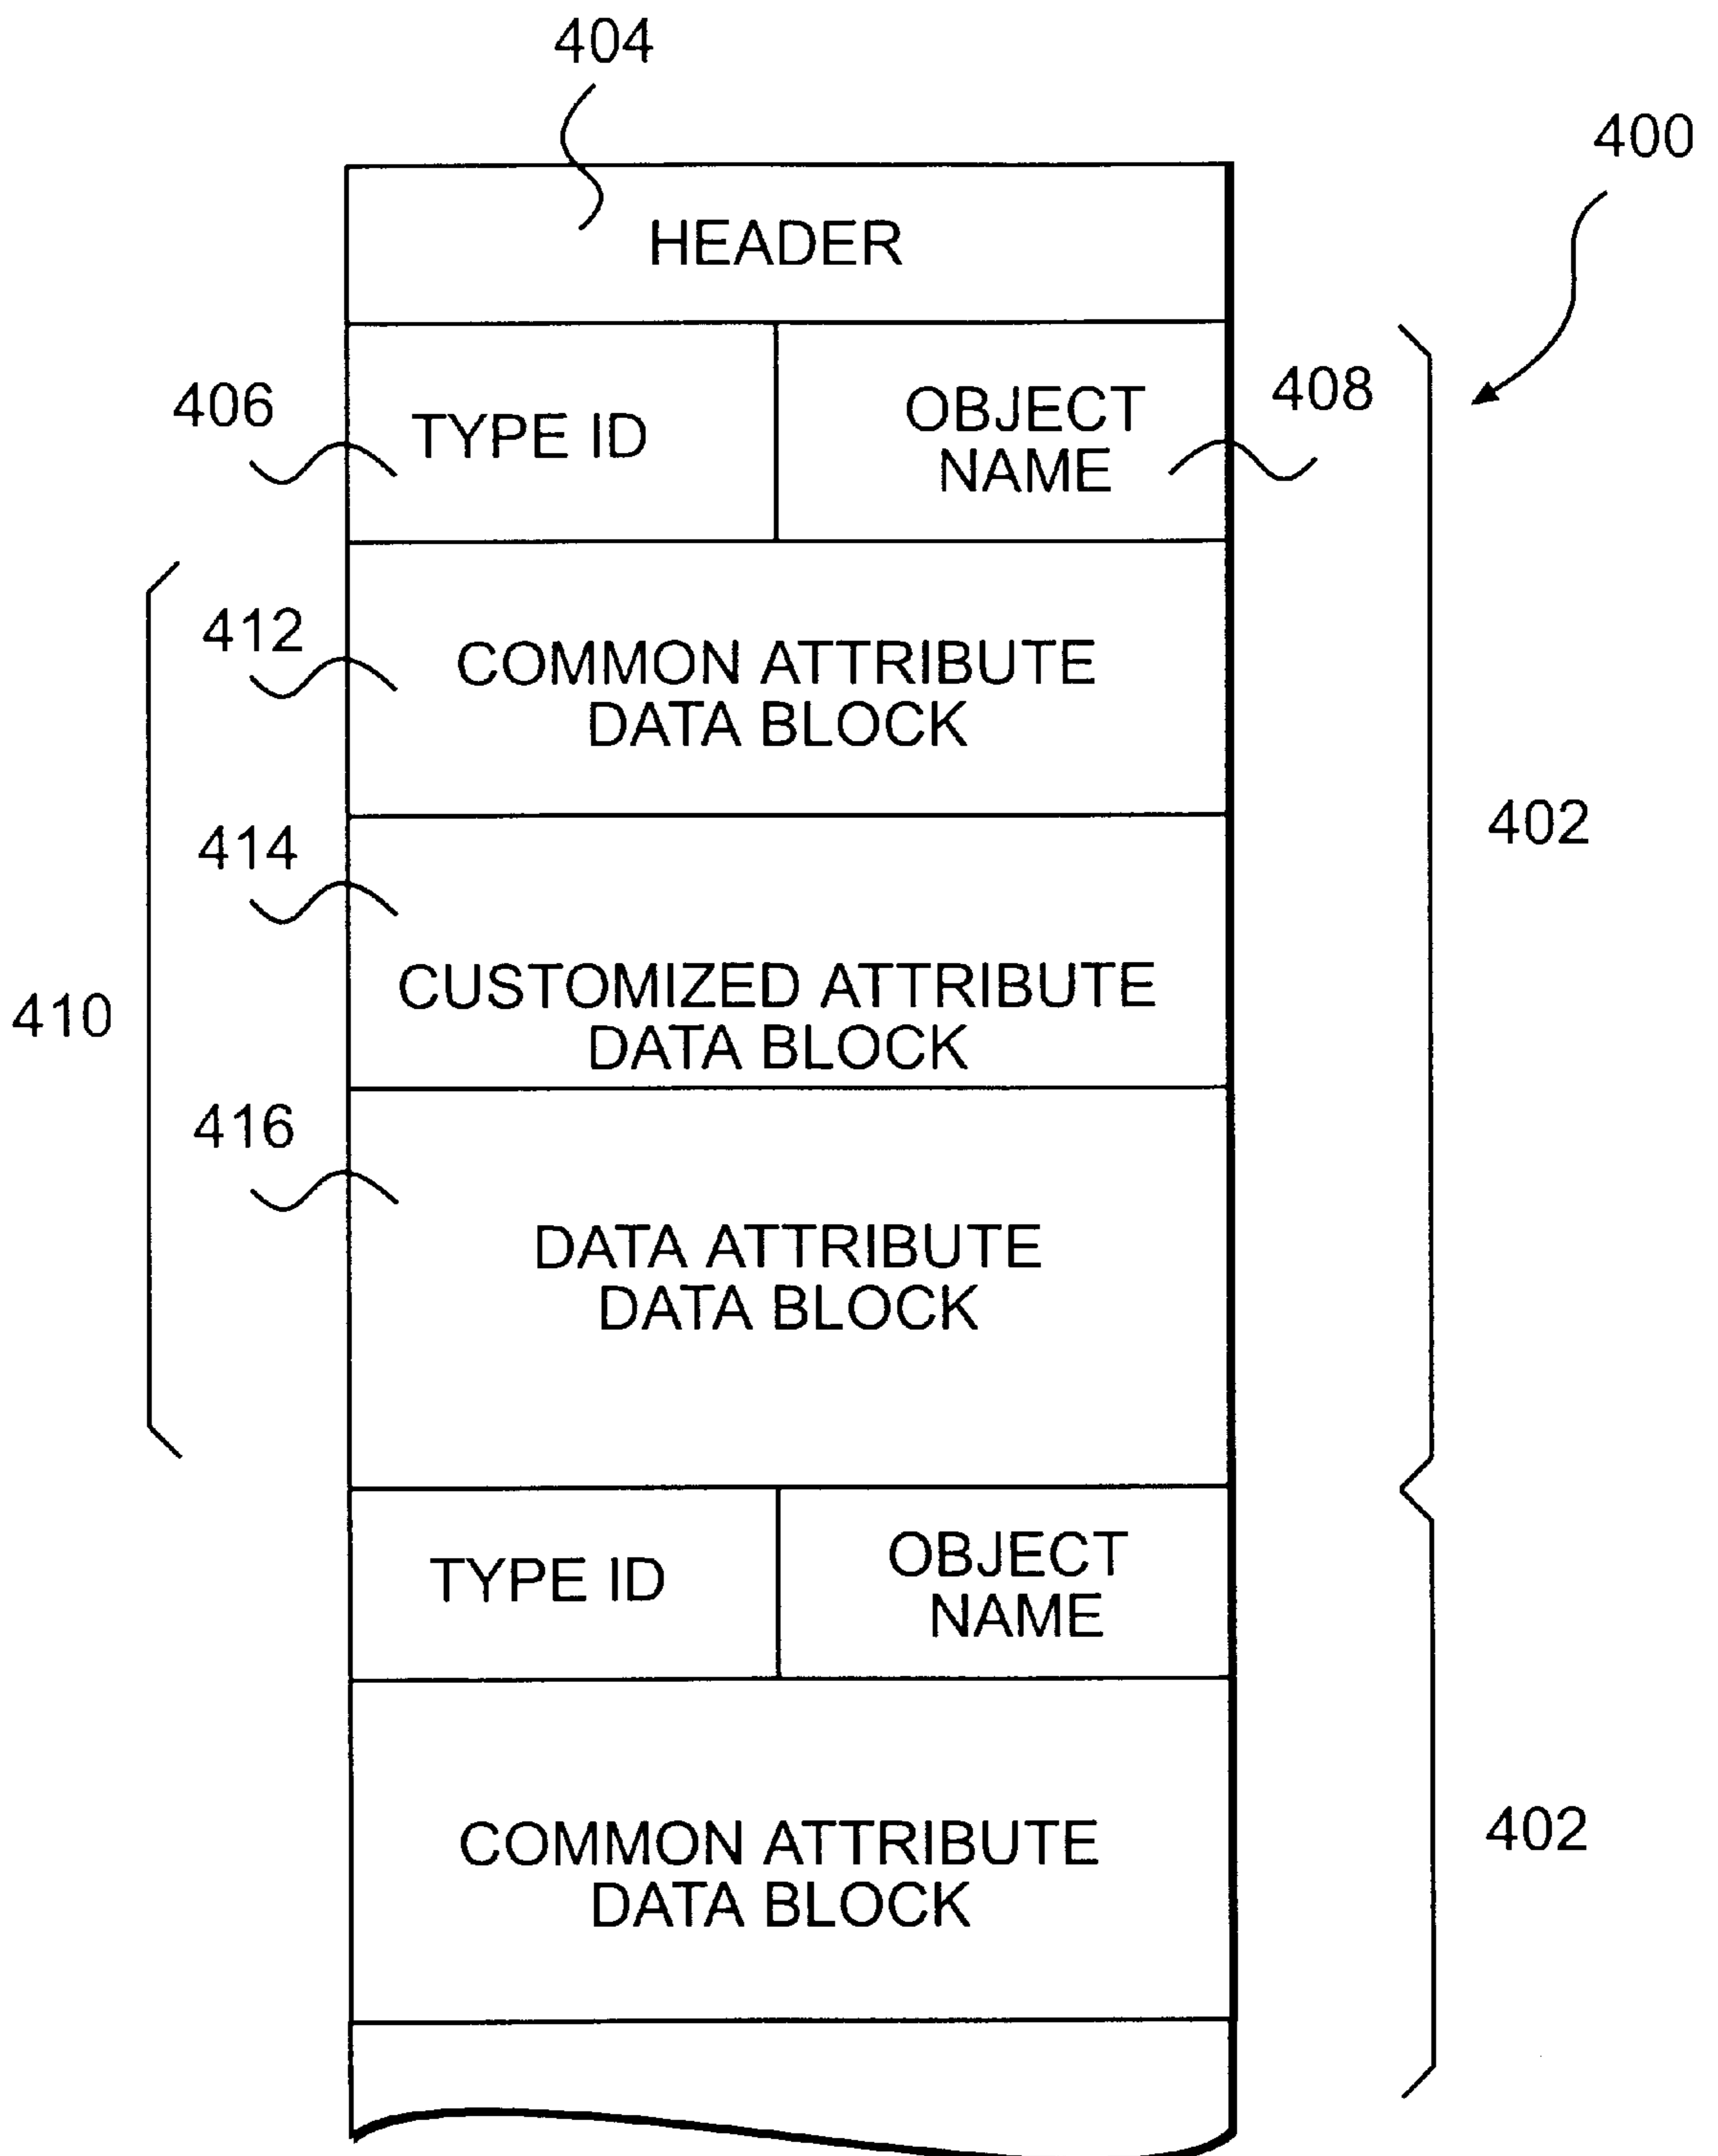 404
400
HEADER
406
TYPE ID
OBJECT
NAME
408
412
COMMON ATTRIBUTE
DATA BLOCK
402
414
CUSTOMIZED ATTRIBUTE
DATA BLOCK
410
416
DATA ATTRIBUTE
DATA BLOCK
TYPE ID
OBJECT
NAME
COMMON ATTRIBUTE
DATA BLOCK
402